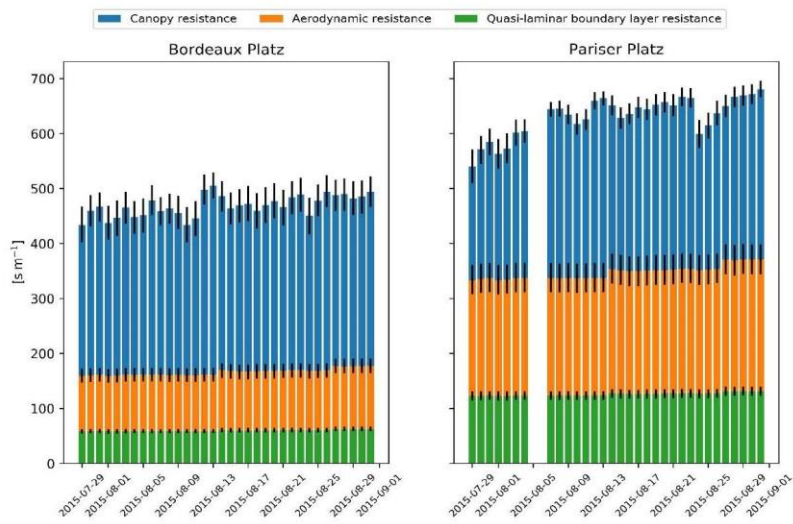 Canopy resistance Aerodynamic resistance Quasi-laminar boundary layer resistance
Bordeaux Platz Pariser Platz
700
600
500
400
300
200
100
0
[s m⁻¹]
2015-07-29 2015-08-01 2015-08-05 2015-08-09 2015-08-13 2015-08-17 2015-08-21 2015-08-25 2015-08-29 2015-09-01
2015-07-29 2015-08-01 2015-08-05 2015-08-09 2015-08-13 2015-08-17 2015-08-21 2015-08-25 2015-08-29 2015-09-01